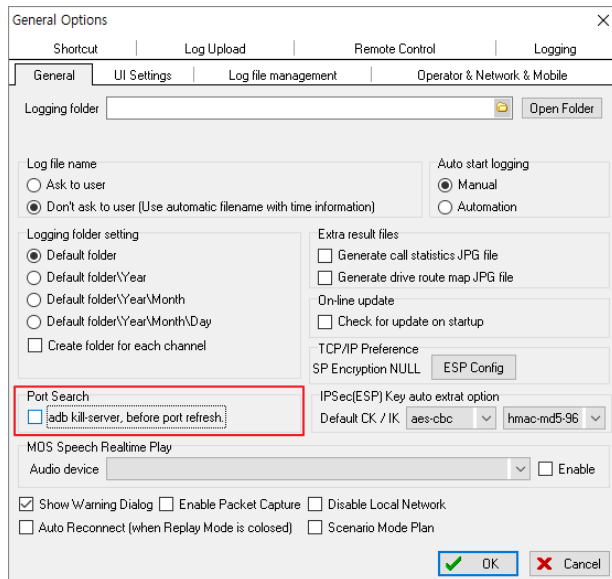 General Options
Shortcut Log Upload Remote Control Logging
General UI Settings Log file management Operator & Network & Mobile
Logging folder Open Folder
Log file name
Ask to user
Don't ask to user (Use automatic filename with time information)
Auto start logging
Manual
Automation
Logging folder setting
Default folder
Default folder\Year
Default folder\Year\Month
Default folder\Year\Month\Day
Create folder for each channel
Extra result files
Generate call statistics JPG file
Generate drive route map JPG file
On-line update
Check for update on startup
TCP/IP Preference
SP Encryption NULL ESP Config
Port Search
adb kill-server, before port refresh.
IPSec(ESP) Key auto extrat option
Default CK / IK aes-cbc hmac-md5-96
MOS Speech Realtime Play
Audio device Enable
Show Warning Dialog Enable Packet Capture Disable Local Network
Auto Reconnect (when Replay Mode is colosed) Scenario Mode Plan
OK Cancel